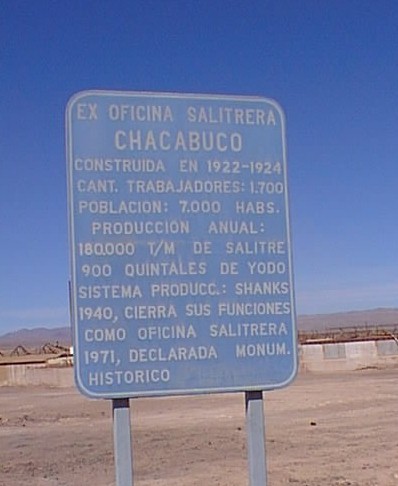 EX OFICINA SALITRERA
CHACABUCO
CONSTRUIDA EN 1922-1924
CANT. TRABAJADORES: 1.700
POBLACION: 7.000 HABS.
PRODUCCIÓN ANUAL:
180.000 T/M DE SALITRE
900 QUINTALES DE YODO
SISTEMA PRODUCC.: SHANKS
1940, CIERRA SUS FUNCIONES
COMO OFICINA SALITRERA
1971, DECLARADA MONUM.
HISTORICO